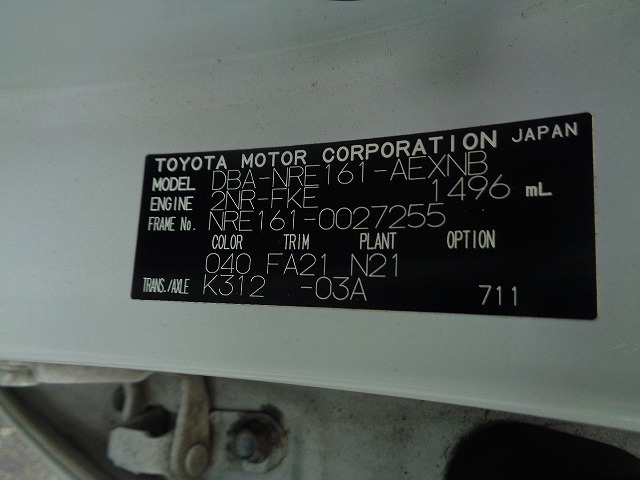 TOYOTA MOTOR CORPORATION JAPAN
MODEL DBA-NRE161-AEXNB
ENGINE 2NR-FKE 1496 mL
FRAME No. NRE161-0027255
COLOR TRIM PLANT OPTION
040 FA21 N21
TRANS./AXLE K312 -03A 711